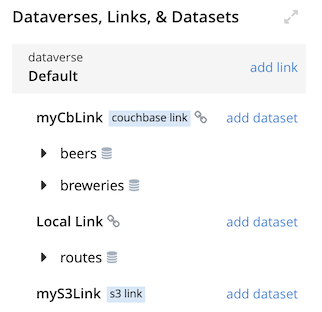 Dataverses, Links, & Datasets
dataverse
Default
add link
myCbLink couchbase link add dataset
beers
breweries
Local Link add dataset
routes
myS3Link s3 link add dataset